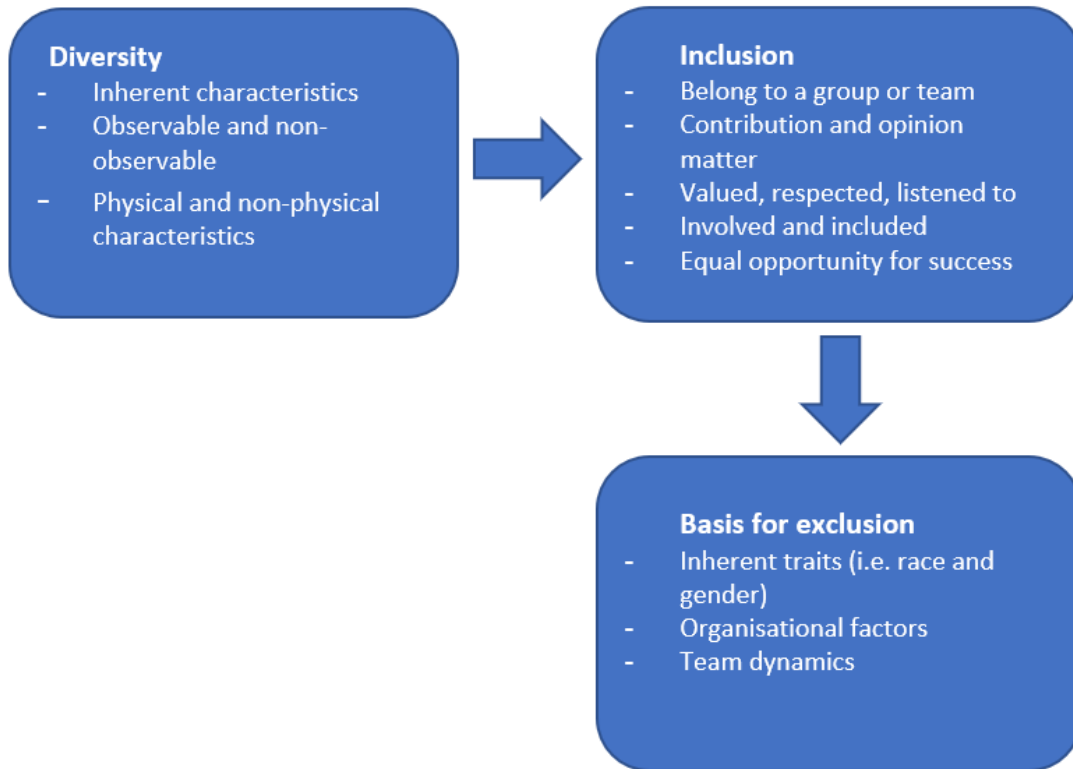 Diversity
- Inherent characteristics
- Observable and non-
observable
- Physical and non-physical
characteristics
Inclusion
- Belong to a group or team
- Contribution and opinion
matter
- Valued, respected, listened to
- Involved and included
- Equal opportunity for success
Basis for exclusion
- Inherent traits (i.e. race and
gender)
- Organisational factors
- Team dynamics